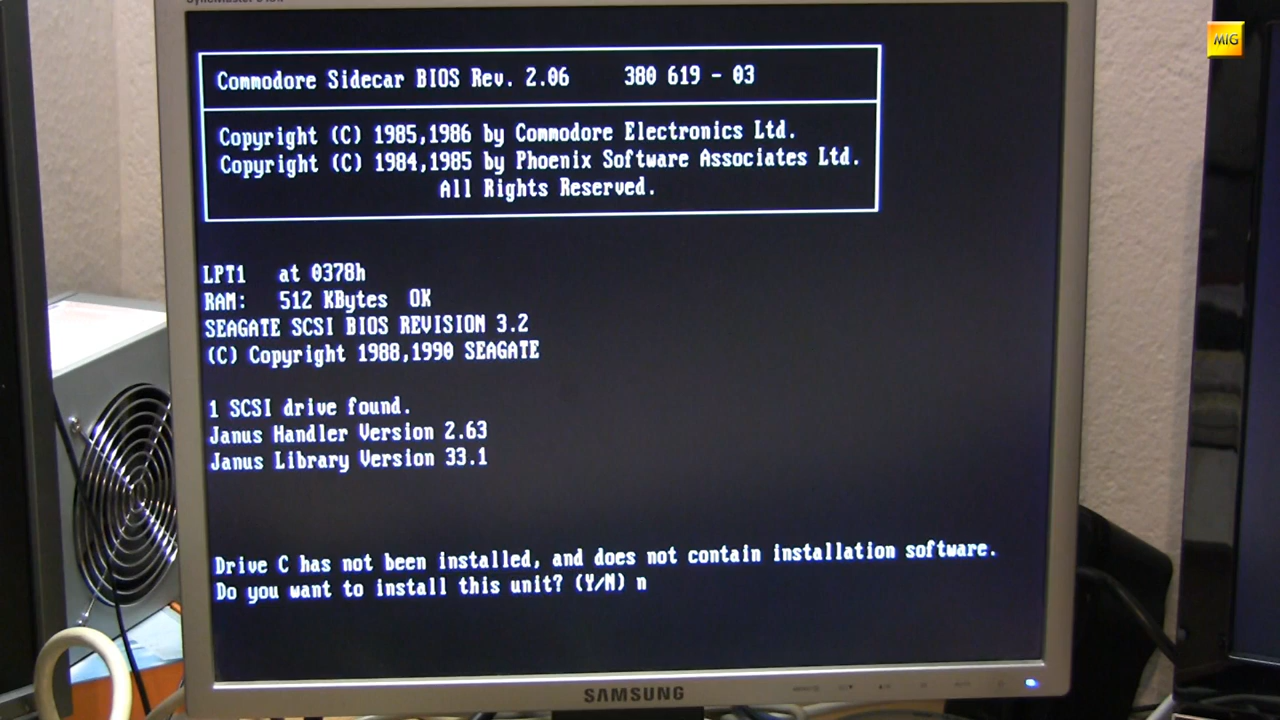 MIG
Commodore Sidecar BIOS Rev. 2.06 380 619 - 03
Copyright (C) 1985,1986 by Commodore Electronics Ltd.
Copyright (C) 1984,1985 by Phoenix Software Associates Ltd.
All Rights Reserved.
LPT1 at 0378h
RAM: 512 KBytes OK
SEAGATE SCSI BIOS REVISION 3.2
(C) Copyright 1988,1990 SEAGATE
1 SCSI drive found.
Janus Handler Version 2.63
Janus Library Version 33.1
Drive C has not been installed, and does not contain installation software.
Do you want to install this unit? (Y/N) n
SAMSUNG